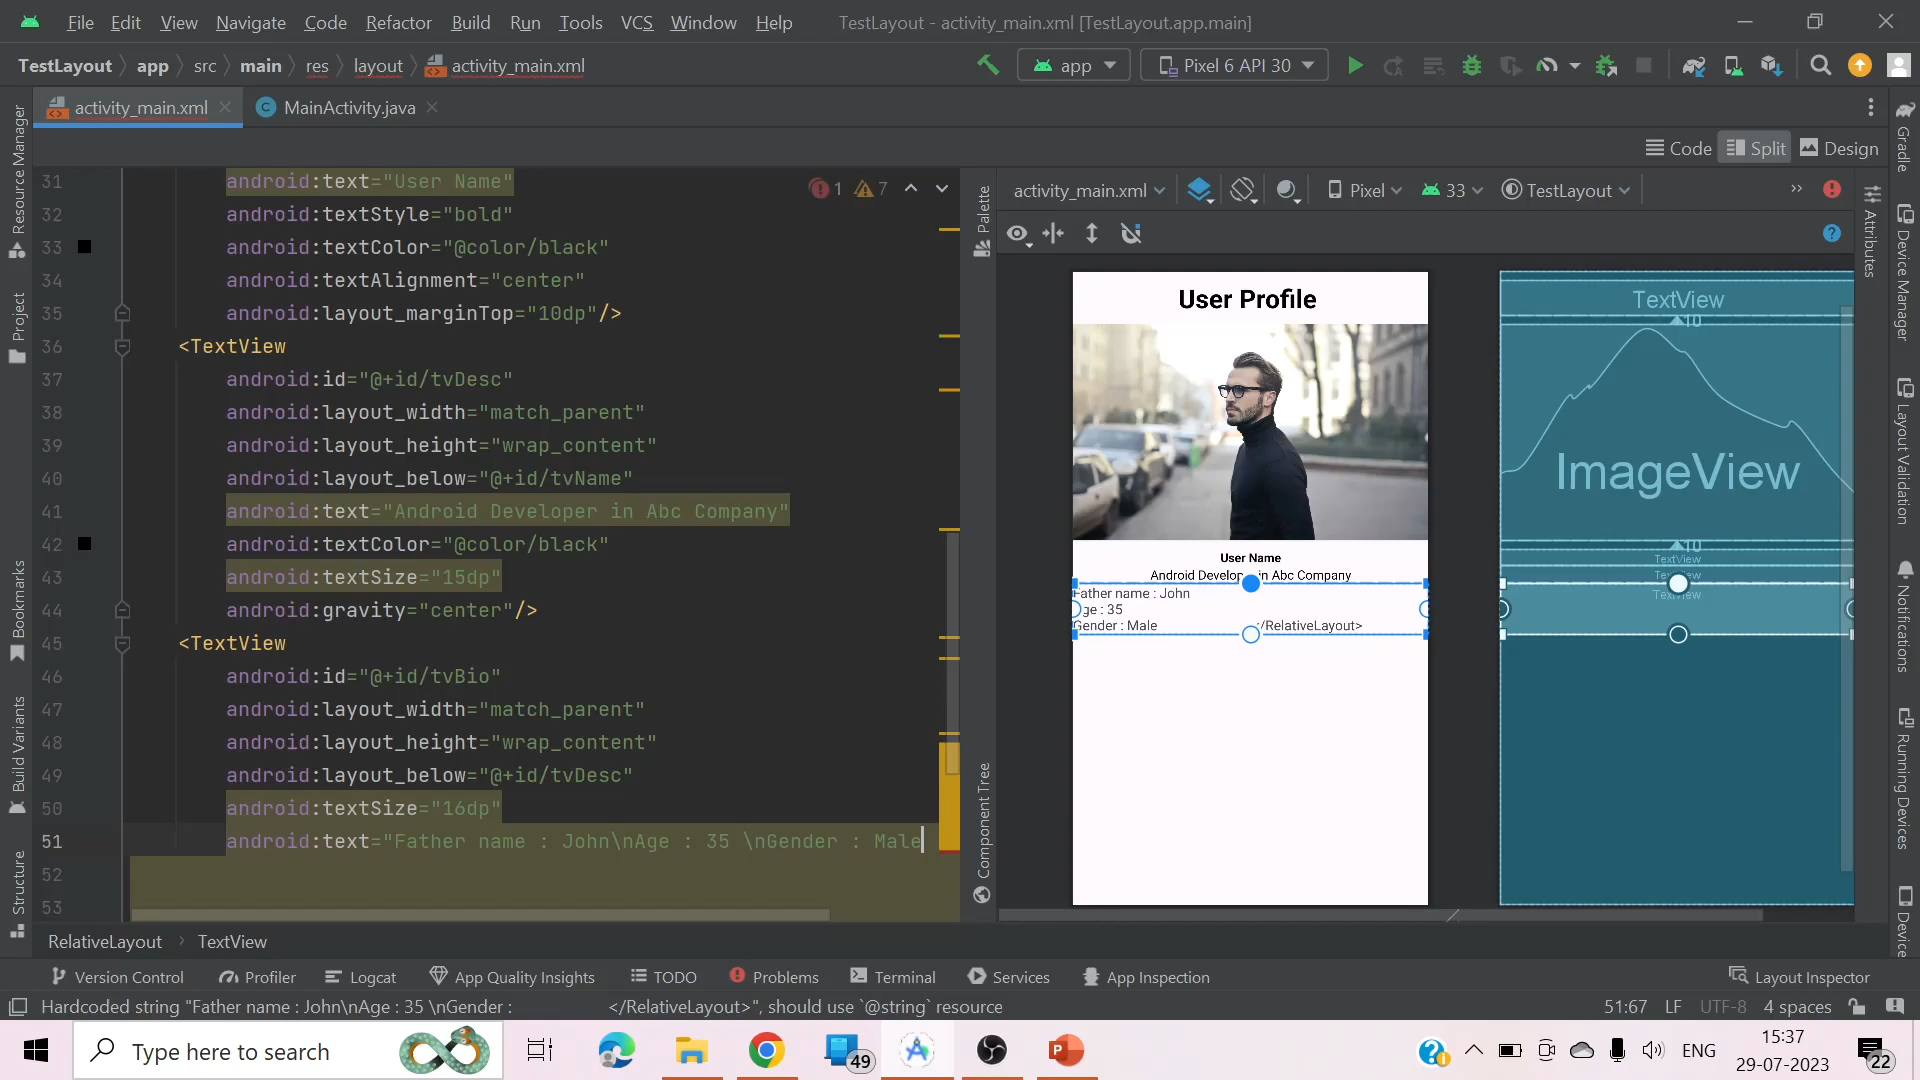 File Edit View Navigate Code Refactor Build Run Tools VCS Window Help TestLayout - activity_main.xml [TestLayout.app.main]
TestLayout app src main res layout activity_main.xml app Pixel 6 API 30
activity_main.xml MainActivity.java
Code Split Design
activity_main.xml Pixel 33 TestLayout
31 android:text="User Name" 1 7
32 android:textStyle="bold"
33 android:textColor="@color/black"
34 android:textAlignment="center"
35 android:layout_marginTop="10dp"/>
36 <TextView
37 android:id="@+id/tvDesc"
38 android:layout_width="match_parent"
39 android:layout_height="wrap_content"
40 android:layout_below="@+id/tvName"
41 android:text="Android Developer in Abc Company"
42 android:textColor="@color/black"
43 android:textSize="15dp"
44 android:gravity="center"/>
45 <TextView
46 android:id="@+id/tvBio"
47 android:layout_width="match_parent"
48 android:layout_height="wrap_content"
49 android:layout_below="@+id/tvDesc"
50 android:textSize="16dp"
51 android:text="Father name : John\nAge : 35 \nGender : Male
52
53
Resource Manager
Project
Bookmarks
Build Variants
Structure
Palette
Component Tree
User Profile
User Name
Android Developer in Abc Company
Father name : John
Age : 35
Gender : Male </RelativeLayout>
TextView
10
ImageView
10
TextView
TextView
TextView
Attributes
Gradle
Device Manager
Layout Validation
Notifications
Running Devices
Device
RelativeLayout TextView
Version Control Profiler Logcat App Quality Insights TODO Problems Terminal Services App Inspection Layout Inspector
Hardcoded string "Father name : John\nAge : 35 \nGender : </RelativeLayout>", should use `@string` resource 51:67 LF UTF-8 4 spaces
Type here to search 49 ENG 15:37
29-07-2023 22